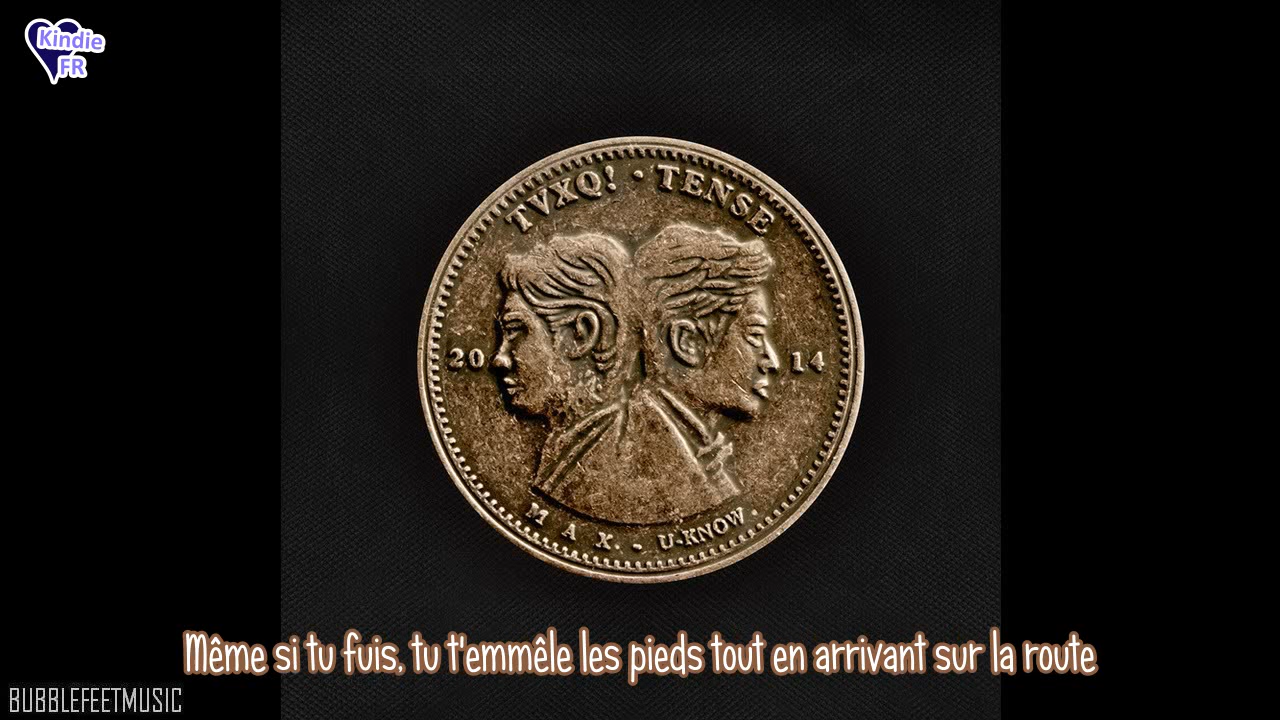 Kindie
FR
TVXQ! · TENSE
20 14
MAX. - U-KNOW.
Même si tu fuis, tu t'emmêle les pieds tout en arrivant sur la route
BUBBLEFEETMUSIC